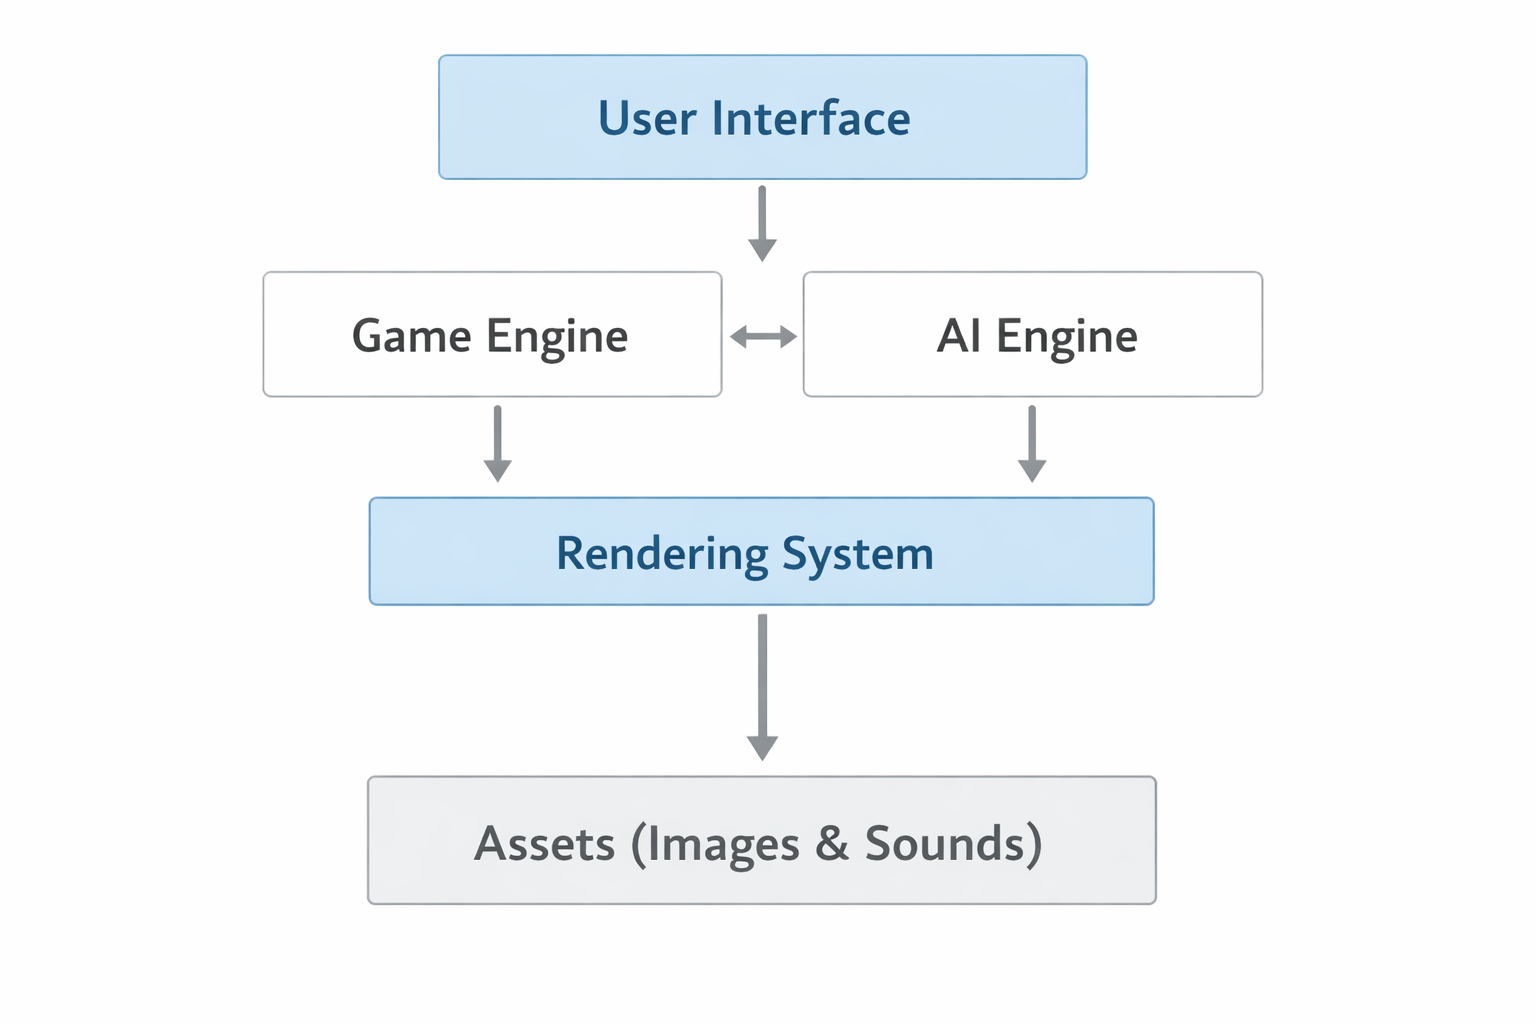 User Interface
Game Engine
AI Engine
Rendering System
Assets (Images & Sounds)